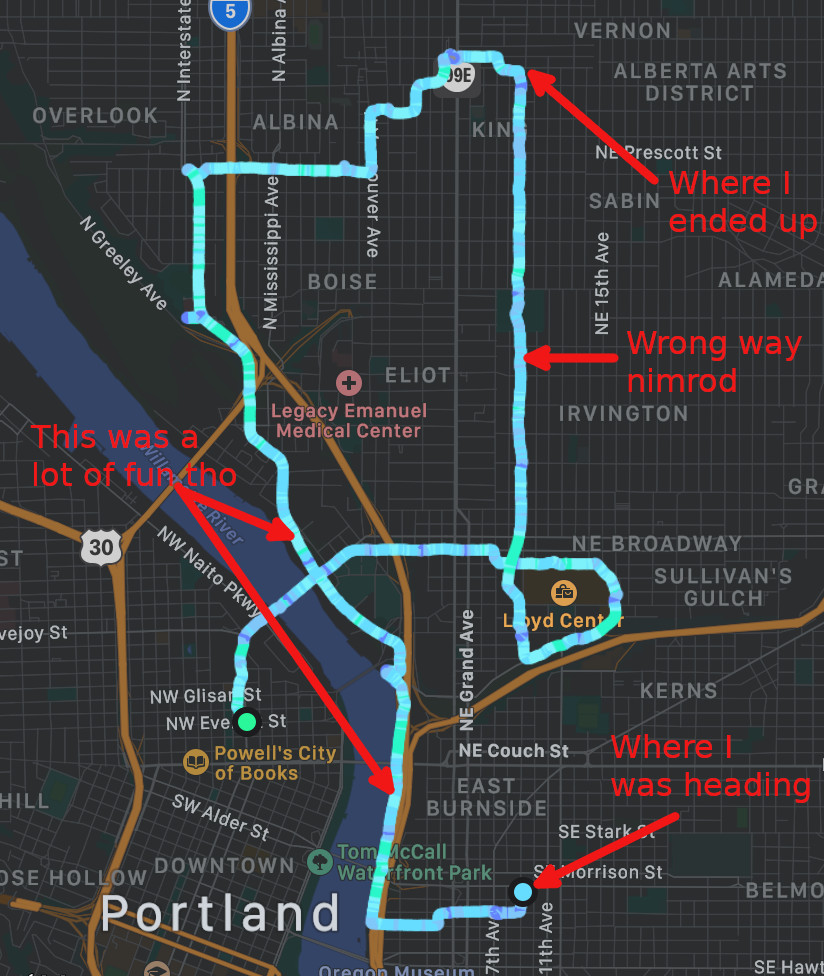 5
N Interstate
N Albina A
VERNON
99E
ALBERTA ARTS
DISTRICT
OVERLOOK
ALBINA
KING
NE Prescott St
Where I
ended up
SABIN
N Greeley Ave
N Mississippi Ave
ouver Ave
NE 15th Ave
BOISE
ALAMEDA
Wrong way
nimrod
ELIOT
Legacy Emanuel
Medical Center
IRVINGTON
This was a
lot of fun tho
GRA
30
NW Naito Pkwy
NE BROADWAY
SULLIVAN'S
GULCH
ST
Lloyd Center
vejoy St
NE Grand Ave
KERNS
NW Glisan St
NW Eve St
Powell's City
of Books
NE Couch St
Where I
was heading
HILL
SW Alder St
EAST
BURNSIDE
SE Stark St
Tom McCall
Waterfront Park
DOWNTOWN
OSE HOLLOW
SE Morrison St
BELMO
Portland
7th Av
11th Ave
SE Hawt
Oregon Museum